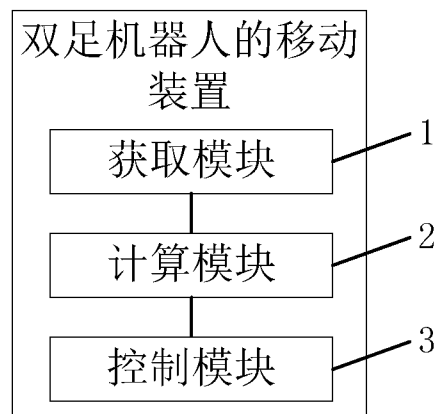 双足机器人的移动
装置
获取模块
1
计算模块
2
控制模块
3